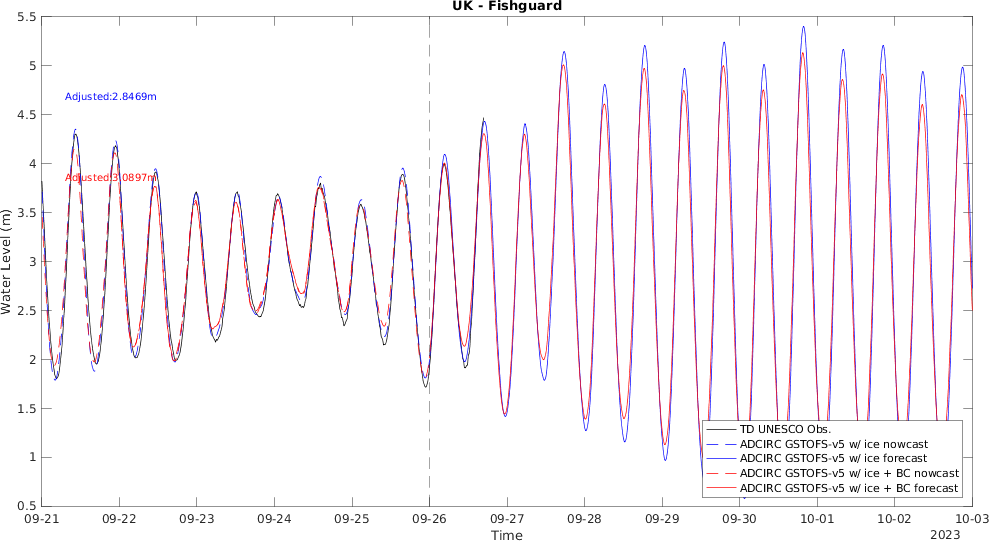 UK - Fishguard
5.5
5
4.5
4
3.5
3
2.5
2
1.5
1
0.5
Water Level (m)
Adjusted:2.8469m
Adjusted:3.0897m
TD UNESCO Obs.
ADCIRC GSTOFS-v5 w/ ice nowcast
ADCIRC GSTOFS-v5 w/ ice forecast
ADCIRC GSTOFS-v5 w/ ice + BC nowcast
ADCIRC GSTOFS-v5 w/ ice + BC forecast
09-21 09-22 09-23 09-24 09-25 09-26 09-27 09-28 09-29 09-30 10-01 10-02 10-03
Time
2023